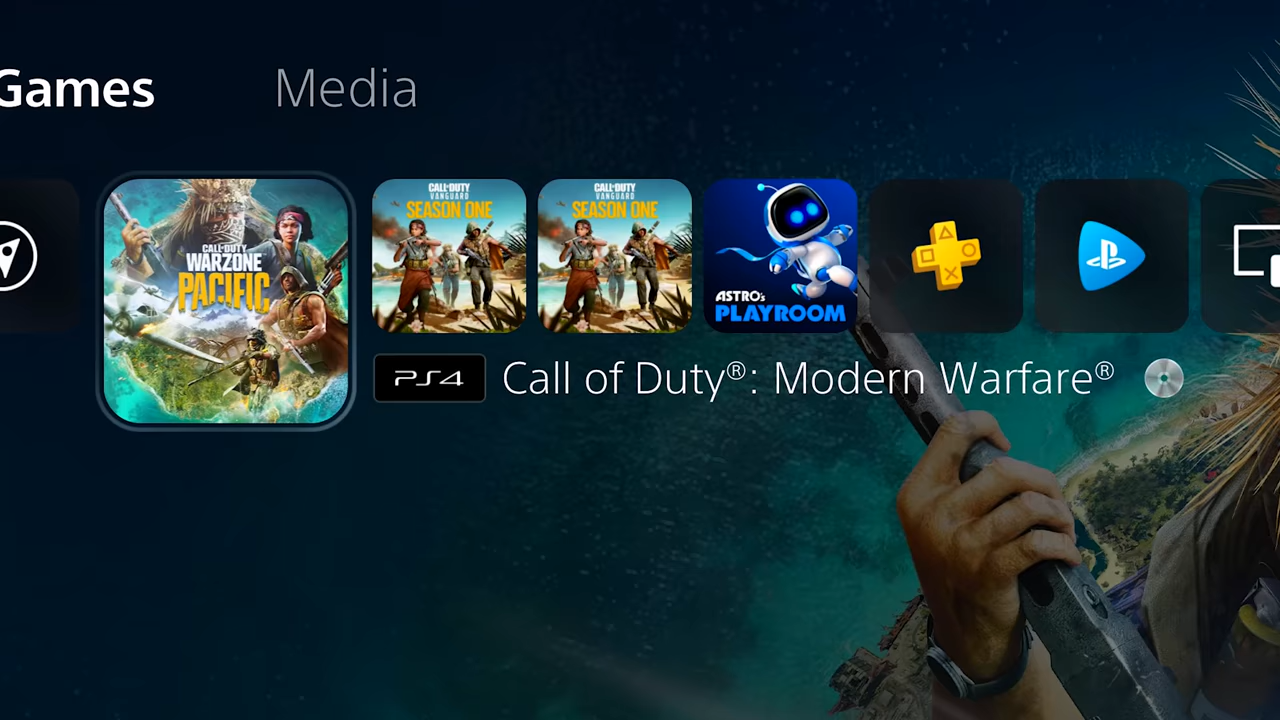 Games
Media
CALL OF DUTY
WARZONE
PACIFIC
CALL OF DUTY
VANGUARD
SEASON ONE
CALL OF DUTY
VANGUARD
SEASON ONE
ASTRO's
PLAYROOM
PS4
Call of Duty®: Modern Warfare®